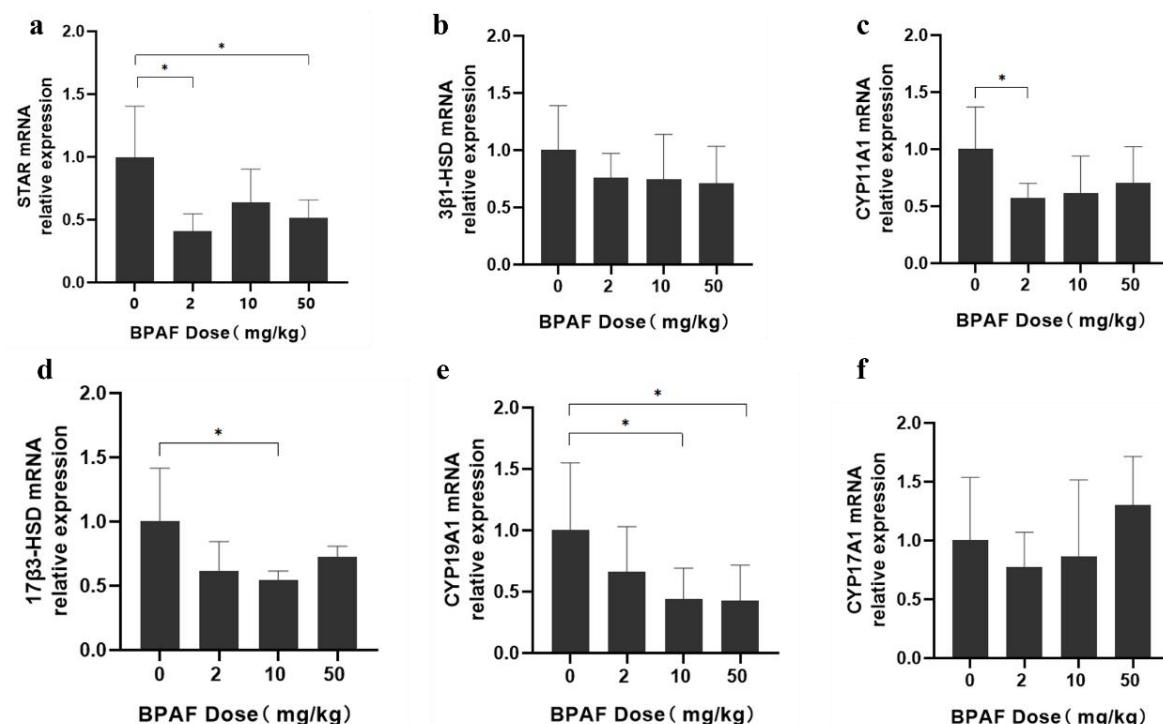 a
STAR mRNA
relative expression
2.0
1.5
1.0
0.5
0.0
*
*
0 2 10 50
BPAF Dose( mg/kg)
b
3β1-HSD mRNA
relative expression
2.0
1.5
1.0
0.5
0.0
0 2 10 50
BPAF Dose( mg/kg)
c
CYP11A1 mRNA
relative expression
2.0
1.5
1.0
0.5
0.0
*
0 2 10 50
BPAF Dose( mg/kg)
d
17β3-HSD mRNA
relative expression
2.0
1.5
1.0
0.5
0.0
*
0 2 10 50
BPAF Dose( mg/kg)
e
CYP19A1 mRNA
relative expression
2.0
1.5
1.0
0.5
0.0
*
*
0 2 10 50
BPAF Dose( mg/kg)
f
CYP17A1 mRNA
relative expression
2.0
1.5
1.0
0.5
0.0
0 2 10 50
BPAF Dose( mg/kg)